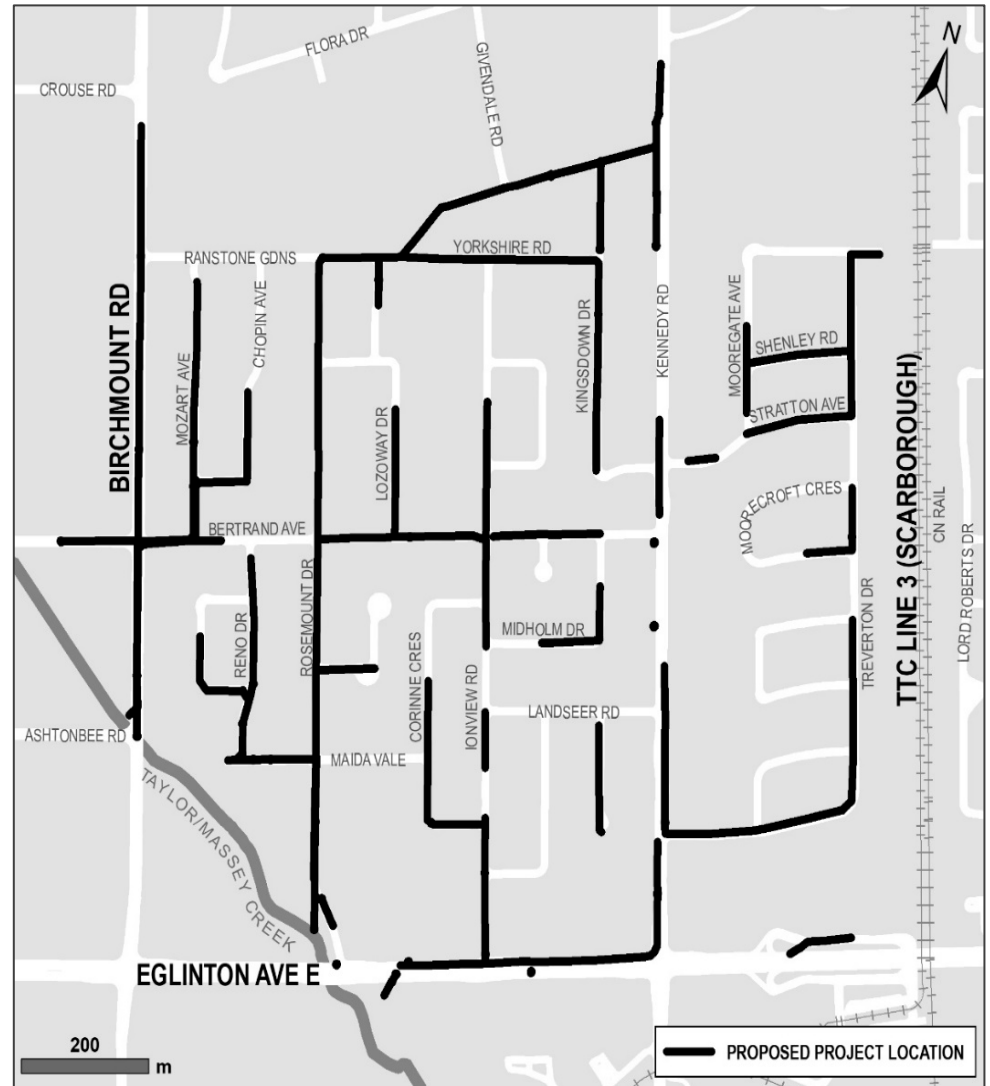 FLORA DR
GIVENDALE RD
N
CROUSE RD
RANSTONE GDNS
YORKSHIRE RD
BIRCHMOUNT RD
MOZART AVE
CHOPIN AVE
LOZOWAY DR
KINGSDOWN DR
KENNEDY RD
MOOREGATE AVE
SHENLEY RD
STRATTON AVE
TTC LINE 3 (SCARBOROUGH)
CN RAIL
LORD ROBERTS DR
BERTRAND AVE
MOORECROFT CRES
RENO DR
ROSEMOUNT DR
CORINNE CRES
IONVIEW RD
MIDHOLM DR
TREVERTON DR
LANDSEER RD
ASHTONBEE RD
MAIDA VALE
TAYLOR/MASSEY CREEK
EGLINTON AVE E
200
m
PROPOSED PROJECT LOCATION